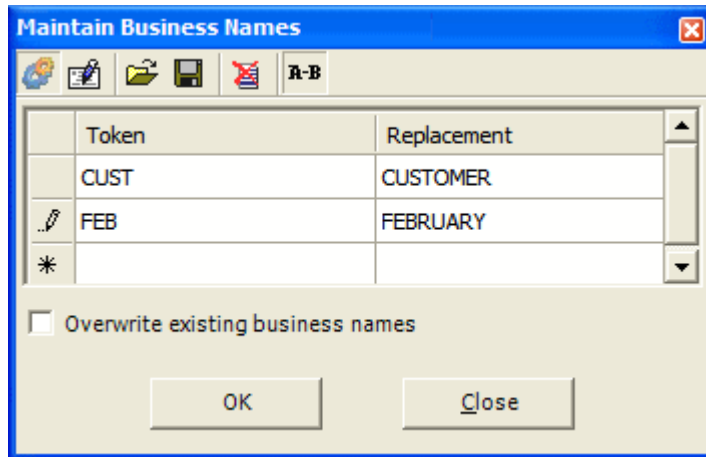 Maintain Business Names
A-B
Token Replacement
CUST CUSTOMER
FEB FEBRUARY
*
Overwrite existing business names
OK Close